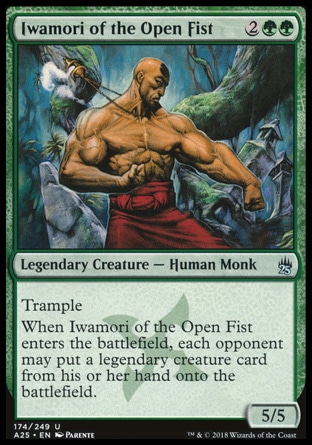 Iwamori of the Open Fist 2
Legendary Creature — Human Monk 25
Trample
When Iwamori of the Open Fist
enters the battlefield, each opponent
may put a legendary creature card
from his or her hand onto the
battlefield.
5/5
174/249 U
A25 • EN Parente ™ & © 2018 Wizards of the Coast